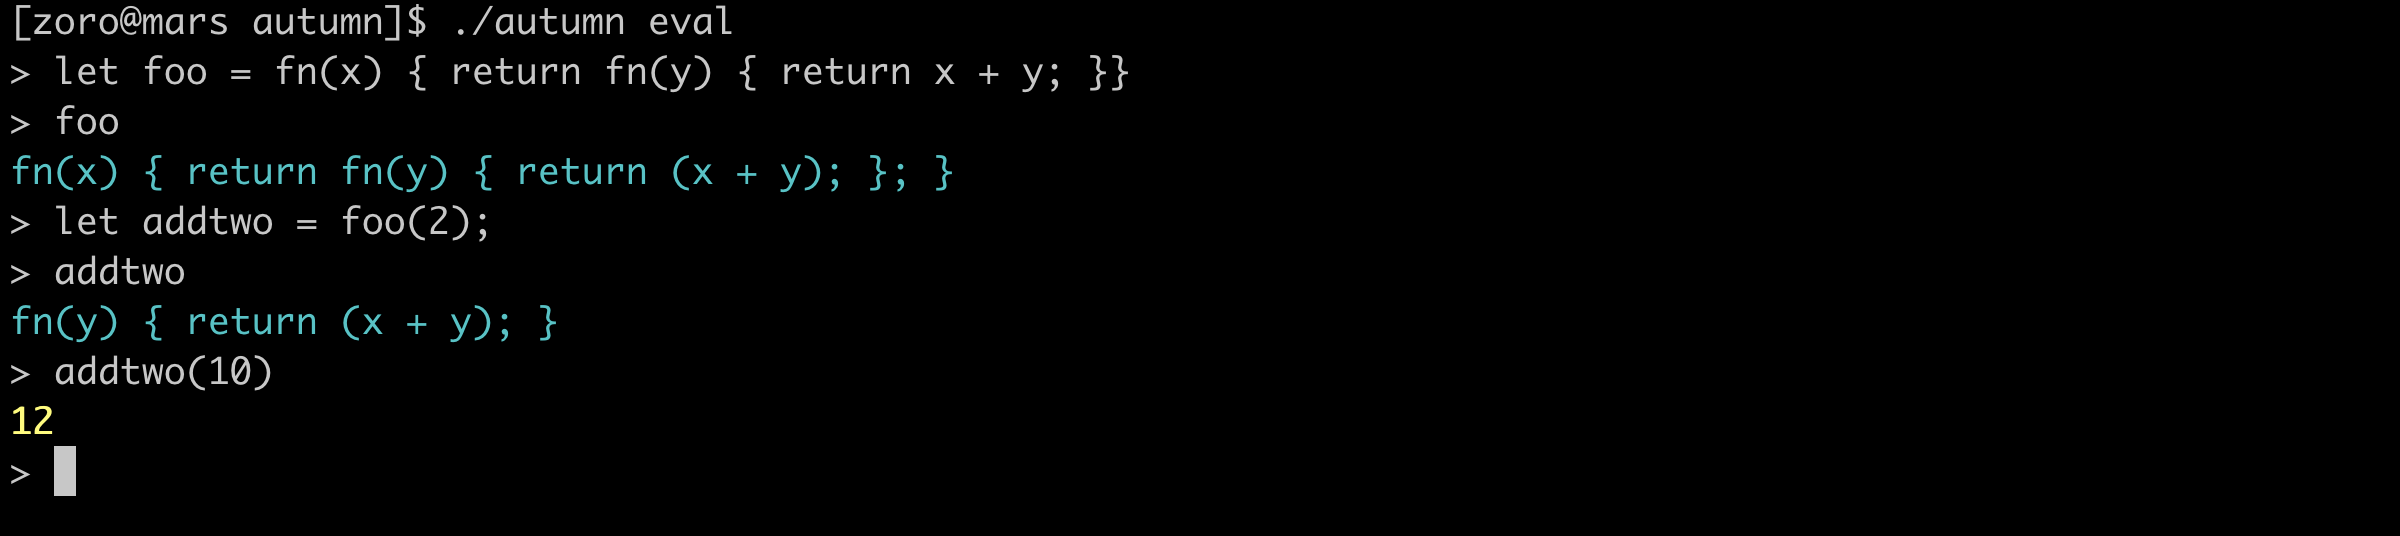 [zoro@mars autumn]$ ./autumn eval
> let foo = fn(x) { return fn(y) { return x + y; }}
> foo
fn(x) { return fn(y) { return (x + y); }; }
> let addtwo = foo(2);
> addtwo
fn(y) { return (x + y); }
> addtwo(10)
12
>